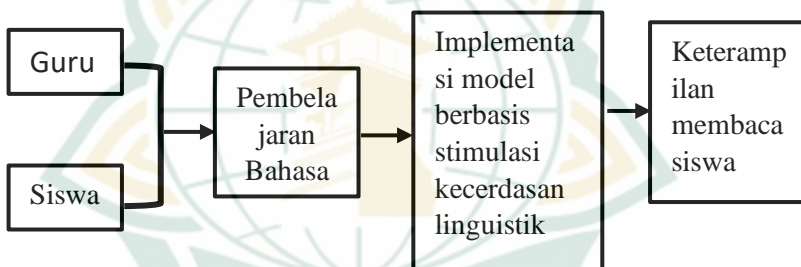 Guru
Siswa
Pembela
jaran
Bahasa
Implementa
si model
berbasis
stimulasi
kecerdasan
linguistik
Keteramp
ilan
membaca
siswa